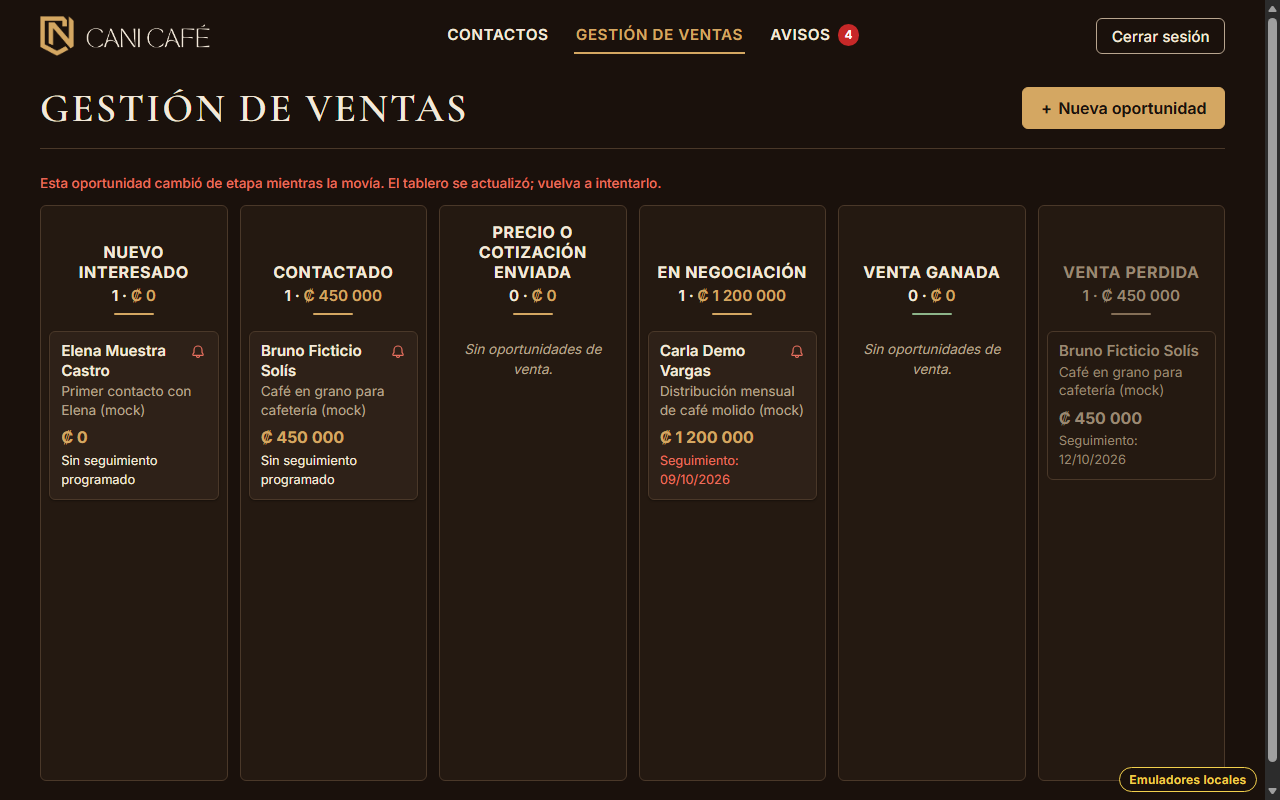 CANI CAFÉ
CONTACTOS
GESTIÓN DE VENTAS
AVISOS 4
Cerrar sesión
GESTIÓN DE VENTAS
+ Nueva oportunidad
Esta oportunidad cambió de etapa mientras la movía. El tablero se actualizó; vuelva a intentarlo.
NUEVO
INTERESADO
1 · ₡ 0
Elena Muestra
Castro
Primer contacto con
Elena (mock)
₡ 0
Sin seguimiento
programado
CONTACTADO
1 · ₡ 450 000
Bruno Ficticio
Solís
Café en grano para
cafetería (mock)
₡ 450 000
Sin seguimiento
programado
PRECIO O
COTIZACIÓN
ENVIADA
0 · ₡ 0
Sin oportunidades de
venta.
EN NEGOCIACIÓN
1 · ₡ 1 200 000
Carla Demo
Vargas
Distribución mensual
de café molido (mock)
₡ 1 200 000
Seguimiento:
09/10/2026
VENTA GANADA
0 · ₡ 0
Sin oportunidades de
venta.
VENTA PERDIDA
1 · ₡ 450 000
Bruno Ficticio Solís
Café en grano para
cafetería (mock)
₡ 450 000
Seguimiento:
12/10/2026
Emuladores locales